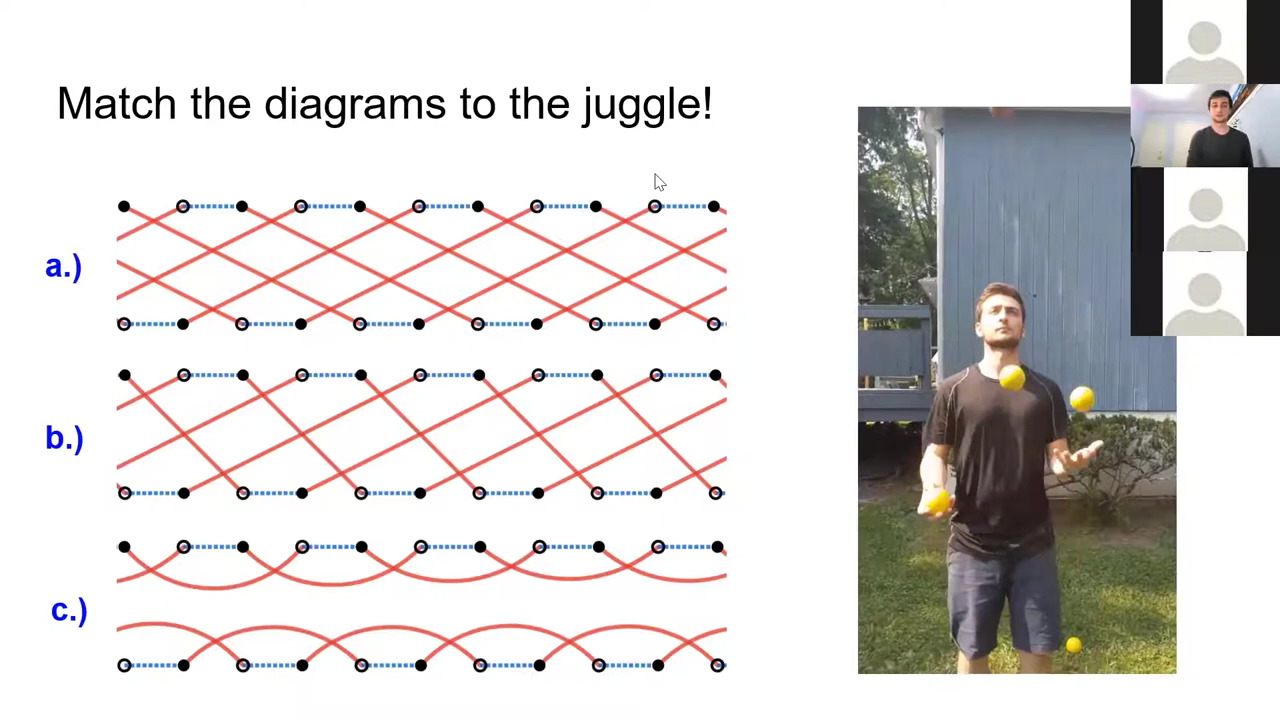 Match the diagrams to the juggle!
a.)
b.)
c.)